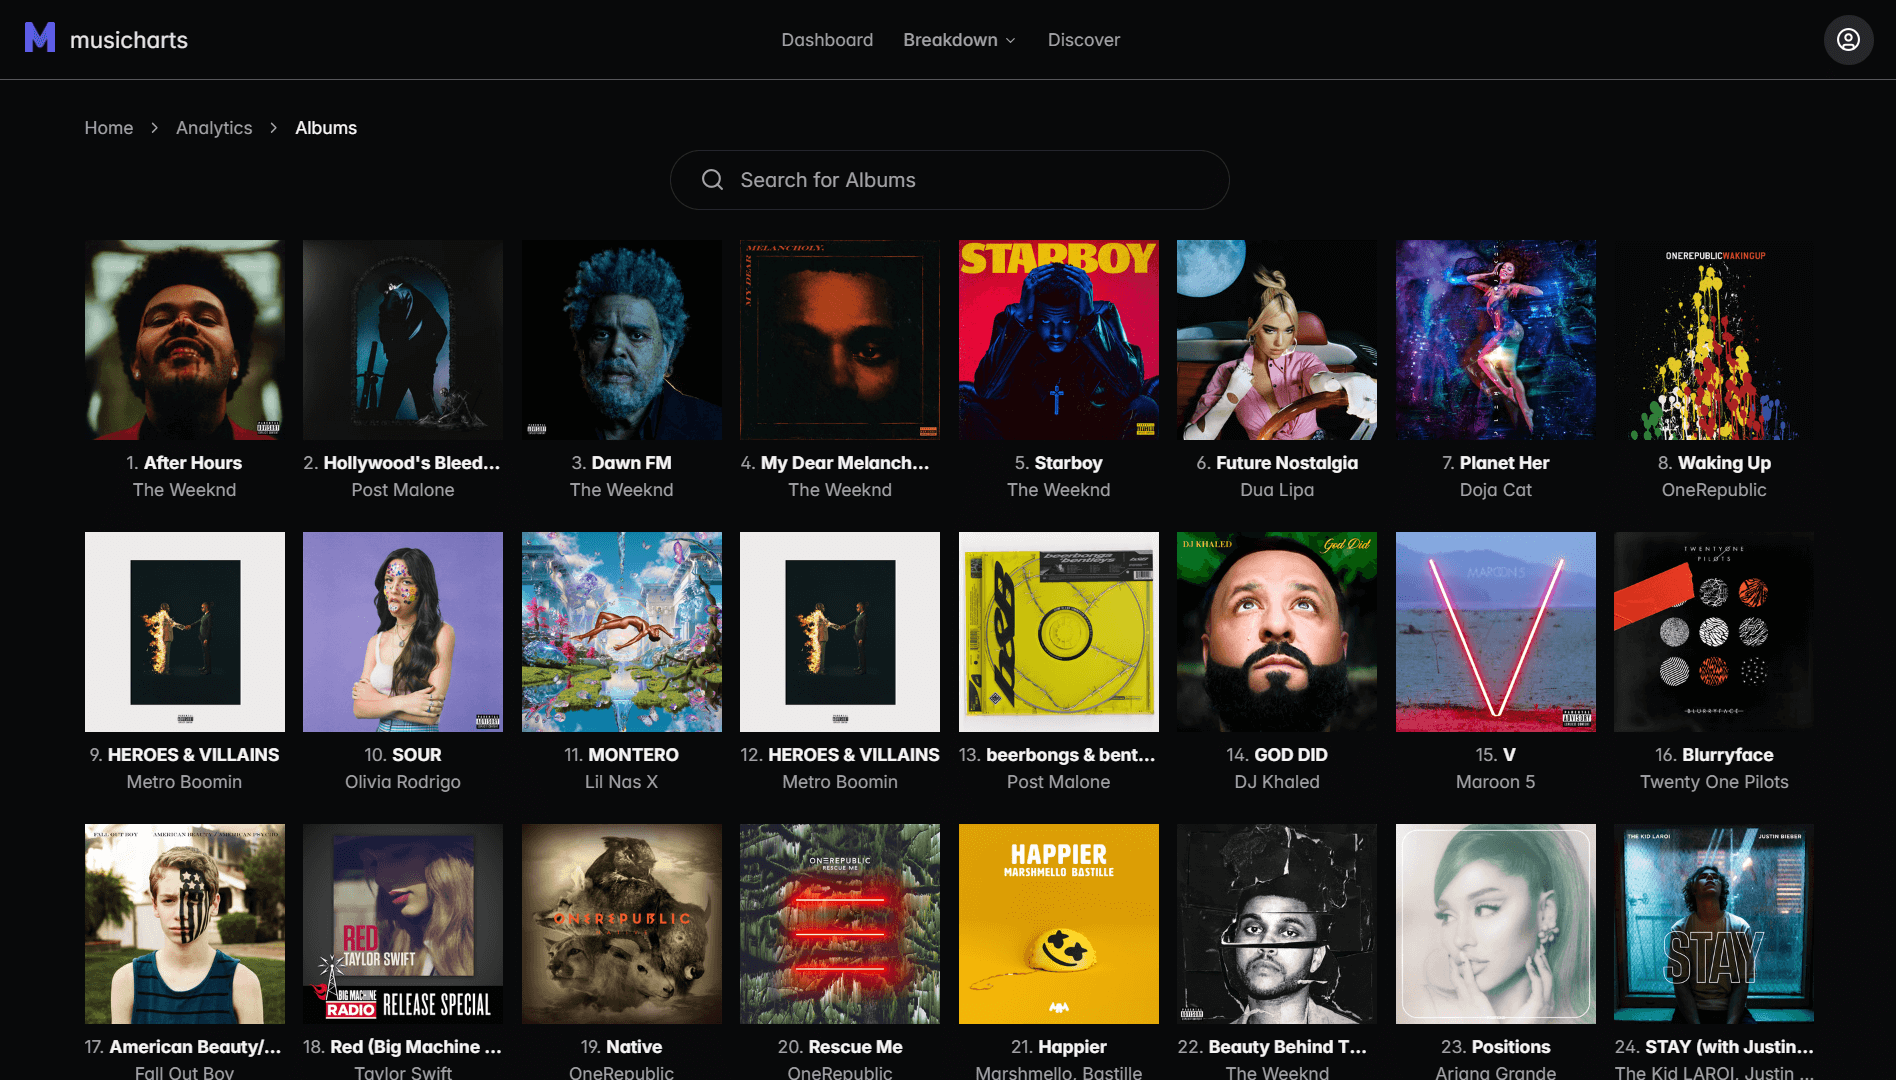 musicharts
Dashboard
Breakdown
Discover
Home
Analytics
Albums
Search for Albums
MELANCHOLY,
MY DEAR
STARBOY
ONEREPUBLICWAKINGUP
1. After Hours
The Weeknd
2. Hollywood's Bleed...
Post Malone
3. Dawn FM
The Weeknd
4. My Dear Melanch...
The Weeknd
5. Starboy
The Weeknd
6. Future Nostalgia
Dua Lipa
7. Planet Her
Doja Cat
8. Waking Up
OneRepublic
beerbongs
bentleys
DJ KHALED
God Did
MAROON 5
TWENTYONE
PILOTS
BLURRYFACE
9. HEROES & VILLAINS
Metro Boomin
10. SOUR
Olivia Rodrigo
11. MONTERO
Lil Nas X
12. HEROES & VILLAINS
Metro Boomin
13. beerbongs & bent...
Post Malone
14. GOD DID
DJ Khaled
15. V
Maroon 5
16. Blurryface
Twenty One Pilots
FALL OUT BOY
AMERICAN BEAUTY / AMERICAN PSYCHO
RED
TAYLOR SWIFT
BIG MACHINE
RADIO
RELEASE SPECIAL
ONEREPUBLIC
ONEREPUBLIC
RESCUE ME
HAPPIER
MARSHMELLO BASTILLE
THE KID LAROI
JUSTIN BIEBER
STAY
17. American Beauty/...
Fall Out Boy
18. Red (Big Machine ...
Taylor Swift
19. Native
OneRepublic
20. Rescue Me
OneRepublic
21. Happier
Marshmello, Bastille
22. Beauty Behind T...
The Weeknd
23. Positions
Ariana Grande
24. STAY (with Justin...
The Kid LAROI, Justin ...